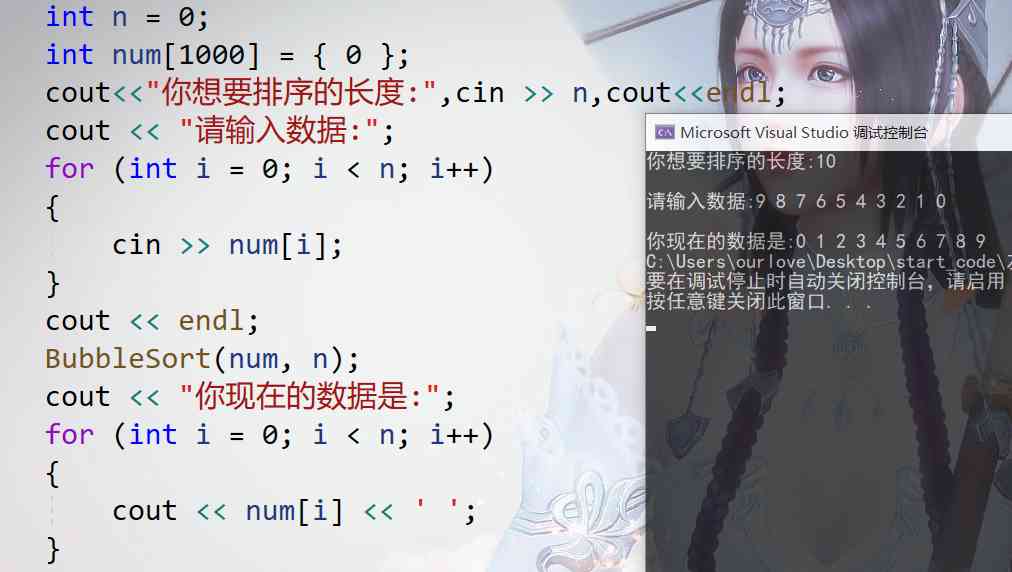 int n = 0;
int num[1000] = { 0 };
cout<<"你想要排序的长度:",cin >> n,cout<<endl;
cout << "请输入数据:";
for (int i = 0; i < n; i++)
{
cin >> num[i];
}
cout << endl;
BubbleSort(num, n);
cout << "你现在的数据是:";
for (int i = 0; i < n; i++)
{
cout << num[i] << ' ';
}
Microsoft Visual Studio 调试控制台
你想要排序的长度:10
请输入数据:9 8 7 6 5 4 3 2 1 0
你现在的数据是:0 1 2 3 4 5 6 7 8 9
C:\Users\ourlove\Desktop\start_code\
要在调试停止时自动关闭控制台，请启用
按任意键关闭此窗口. . .